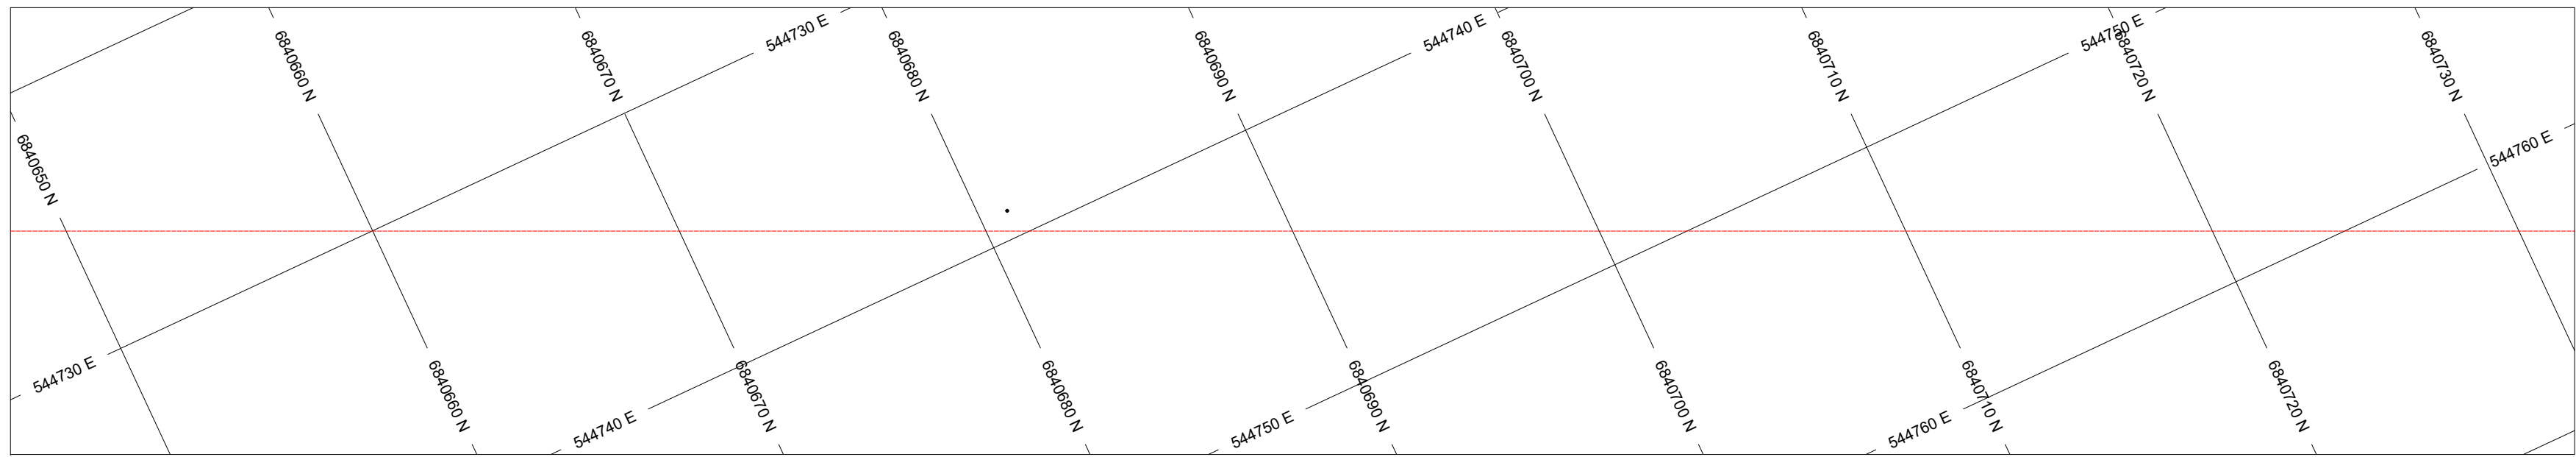 544730 E
544740 E
544750 E
6840660 N
6840670 N
6840680 N
6840690 N
6840700 N
6840710 N
6840720 N
6840730 N
6840650 N
544760 E
544730 E
6840660 N
6840670 N
6840680 N
6840690 N
6840700 N
6840710 N
6840720 N
544740 E
544750 E
544760 E